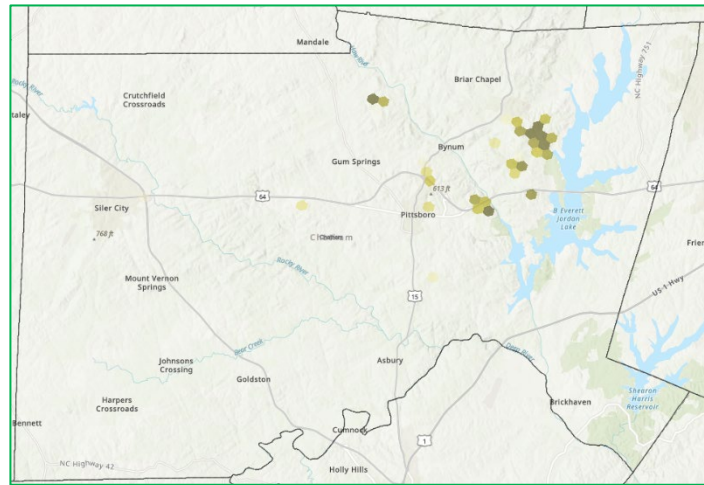 Mandale
Haw River
NC Highway 751
Rocky River
Briar Chapel
Crutchfield
Crossroads
taley
Bynum
Gum Springs
64
64
613 ft
Siler City
Pittsboro
B Everett
Jordan
Lake
768 ft
Frien
Rocky River
Mount Vernon
Springs
US-1 Hwy
15
Deep River
Bear Creek
Johnsons
Crossing
Asbury
Goldston
Shearon
Harris
Reservoir
Harpers
Crossroads
Brickhaven
Bennett
Cumnock
1
NC Highway 42
Holly Hills